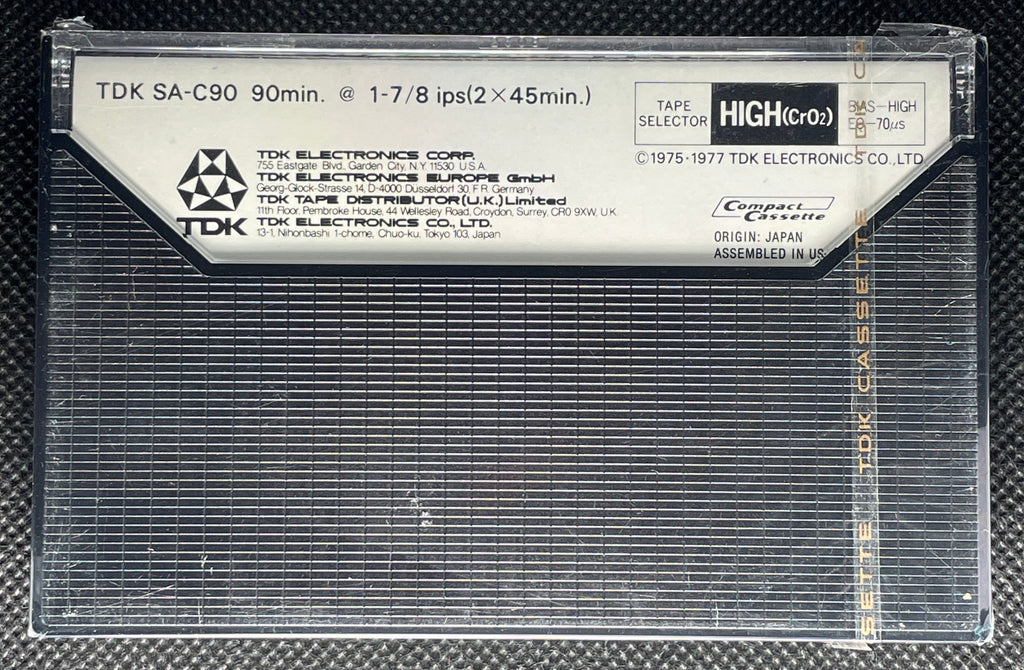 TDK SA-C90 90min. @ 1-7/8 ips(2×45min.)
TAPE
SELECTOR
HIGH(CrO2)
BIAS-HIGH
EQ-70µs
©1975·1977 TDK ELECTRONICS CO., LTD.
TDK
TDK ELECTRONICS CORP.
755 Eastgate Blvd., Garden City, N.Y. 11530 U.S.A.
TDK ELECTRONICS EUROPE GmbH
Georg-Glock-Strasse 14, D-4000 Düsseldorf 30, F.R. Germany
TDK TAPE DISTRIBUTOR (U.K.) Limited
11th Floor, Pembroke House, 44 Wellesley Road, Croydon, Surrey, CR0 9XW, U.K.
TDK ELECTRONICS CO., LTD.
13-1, Nihonbashi 1-chome, Chuo-ku, Tokyo 103, Japan
Compact
Cassette
ORIGIN: JAPAN
ASSEMBLED IN US
SETTE TDK CASSETTE TDK CA